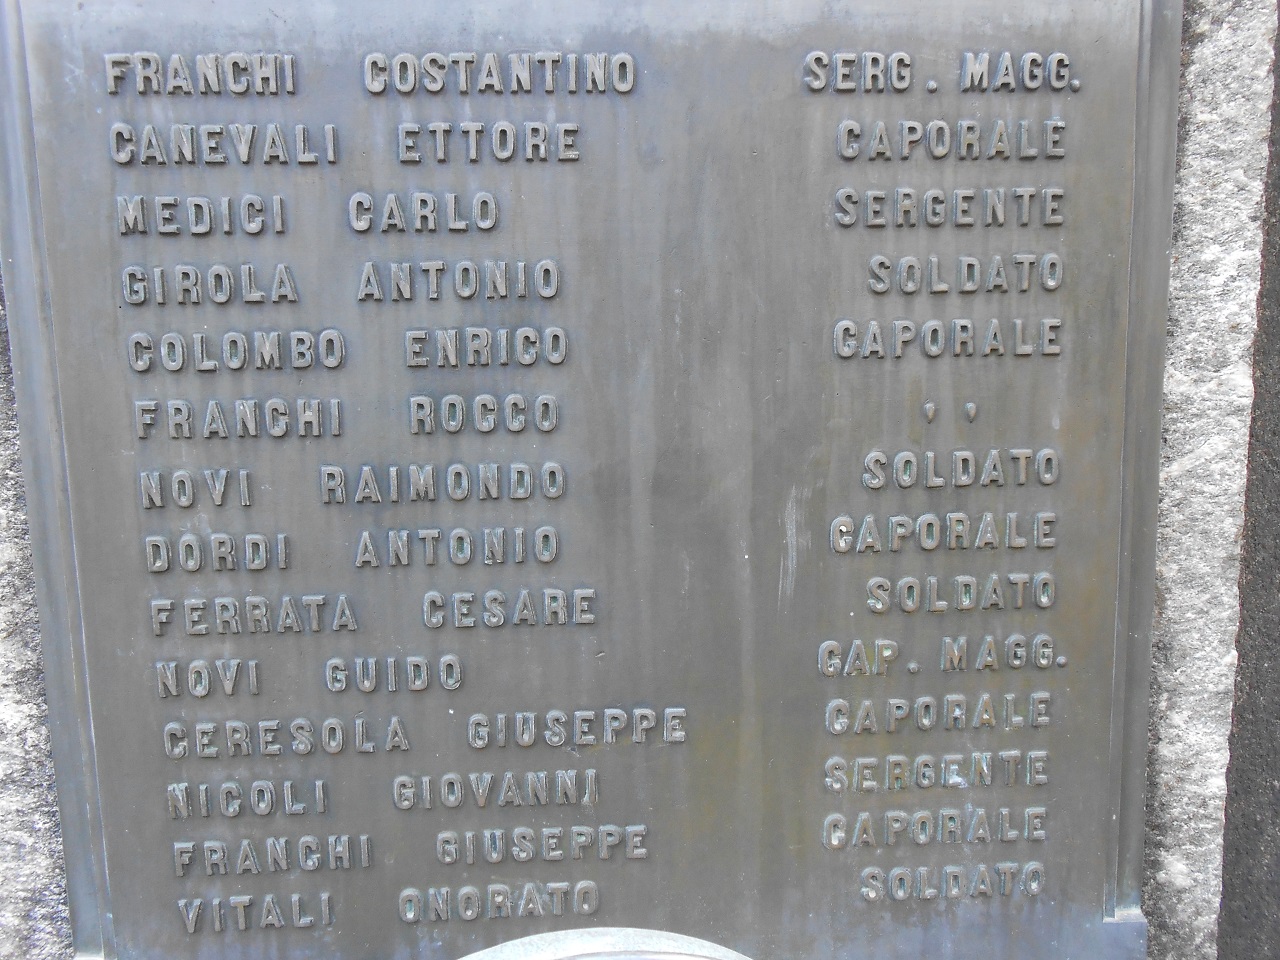 FRANCHI COSTANTINO SERG. MAGG.
CANEVALI ETTORE CAPORALE
MEDICI CARLO SERGENTE
GIROLA ANTONIO SOLDATO
COLOMBO ENRICO CAPORALE
FRANCHI ROCCO , ,
NOVI RAIMONDO SOLDATO
DORDI ANTONIO CAPORALE
FERRATA CESARE SOLDATO
NOVI GUIDO CAP. MAGG.
CERESOLA GIUSEPPE CAPORALE
NICOLI GIOVANNI SERGENTE
FRANCHI GIUSEPPE CAPORALE
VITALI ONORATO SOLDATO